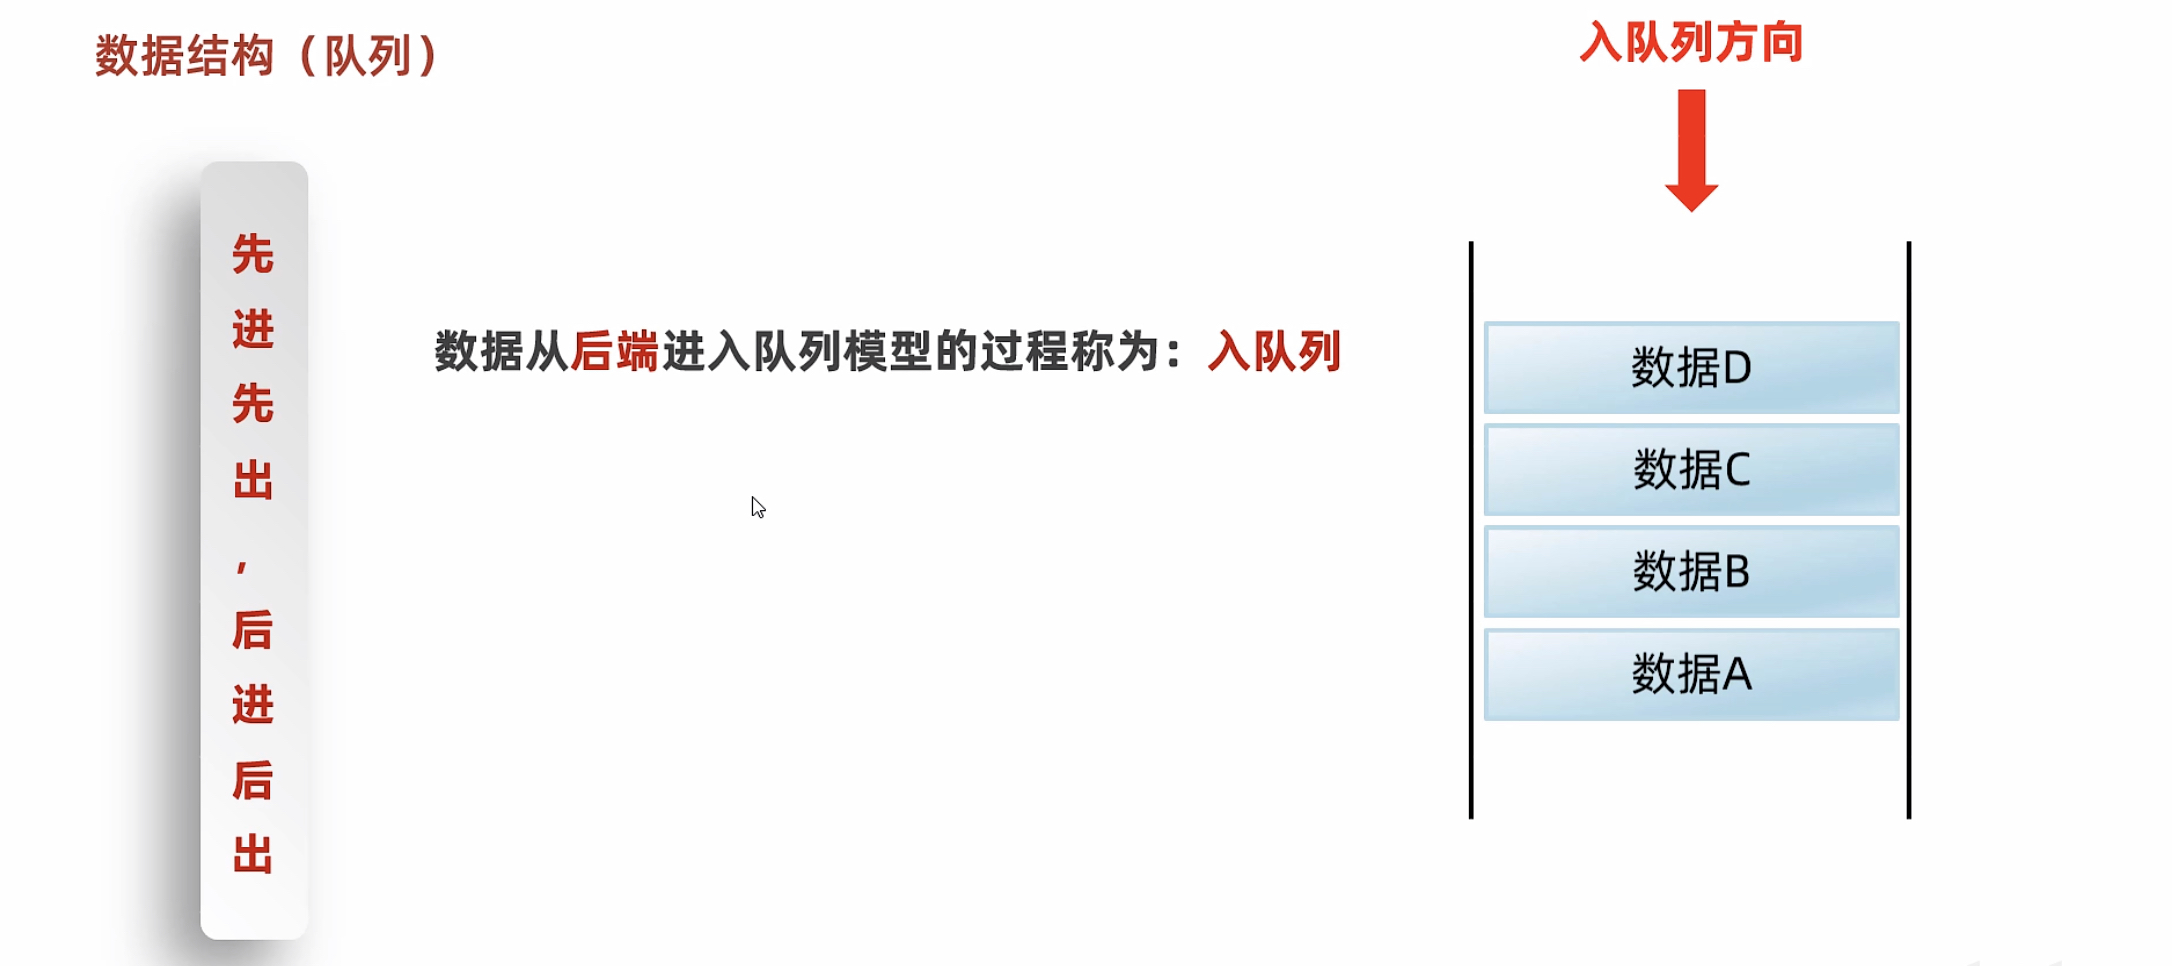 数据结构（队列）
先进先出，后进后出
数据从后端进入队列模型的过程称为：入队列
入队列方向
数据D
数据C
数据B
数据A